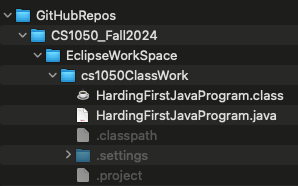 GitHubRepos
CS1050_Fall2024
EclipseWorkSpace
cs1050ClassWork
HardingFirstJavaProgram.class
HardingFirstJavaProgram.java
.classpath
.settings
.project